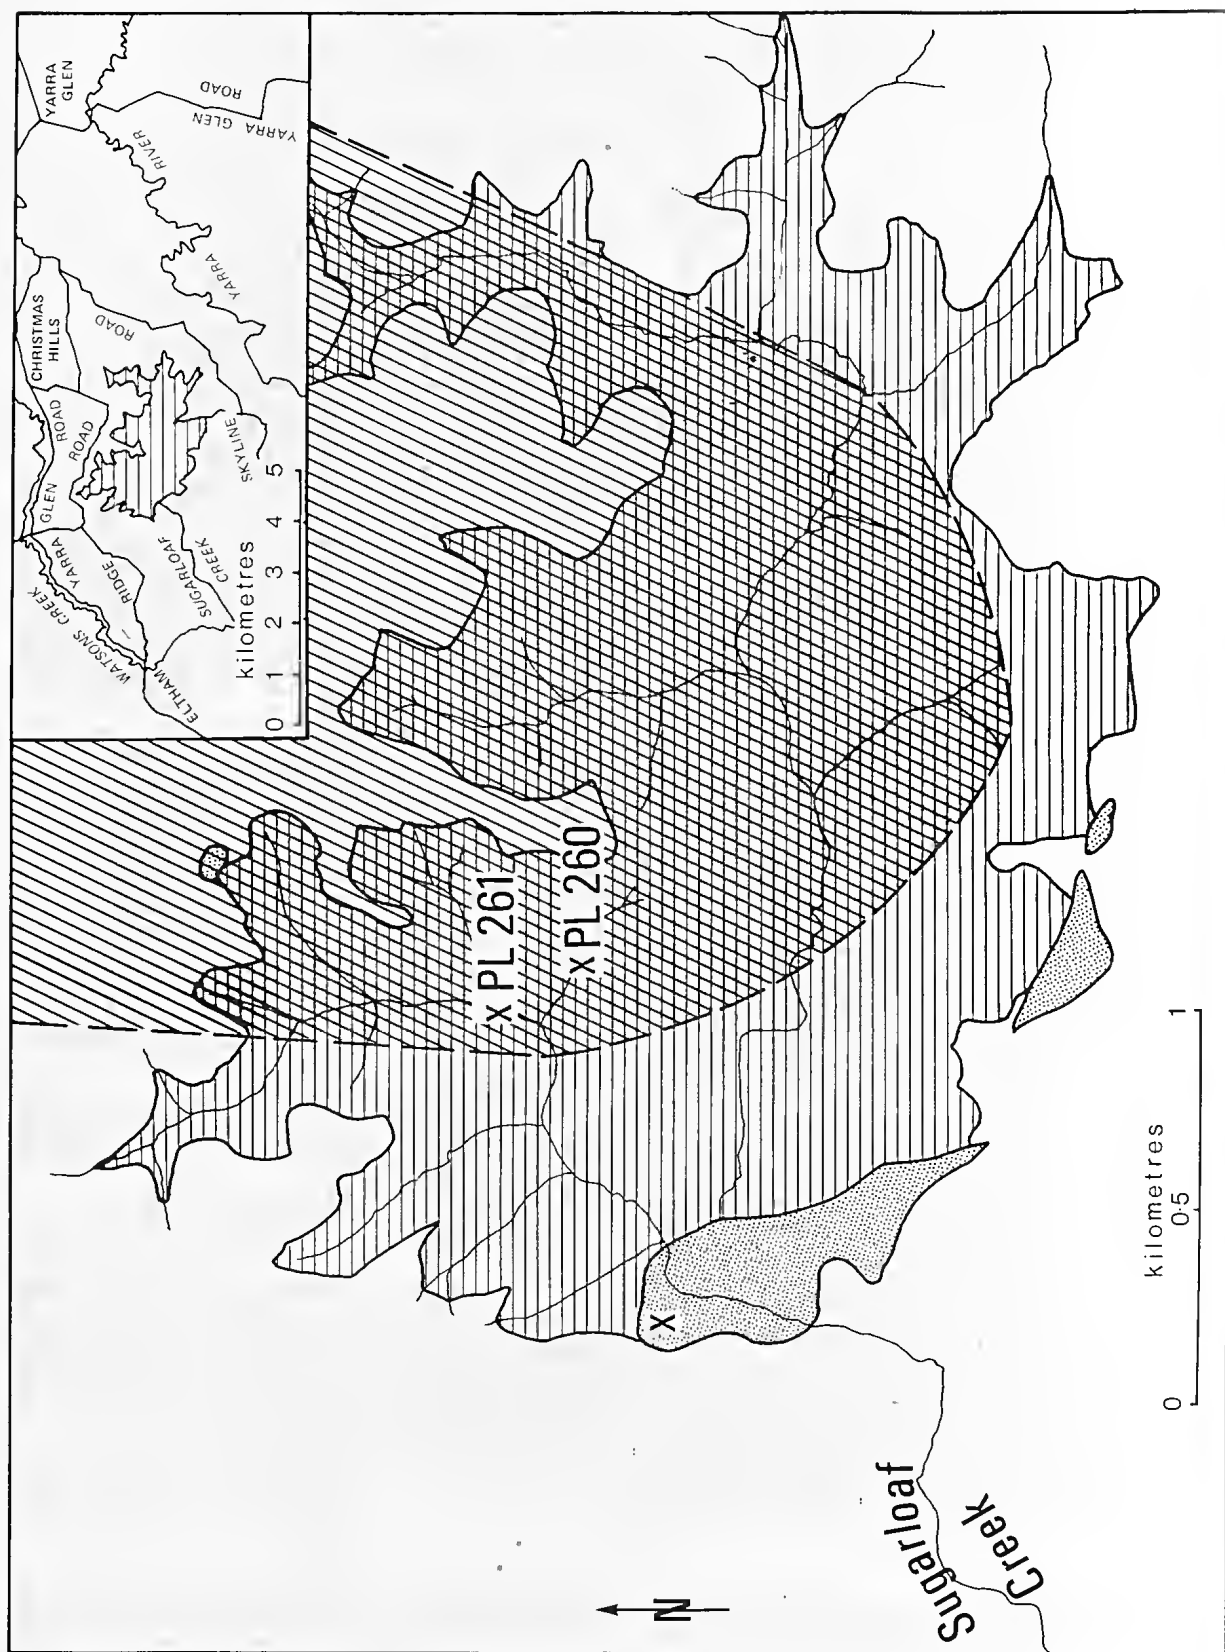 YARRA
GLEN
YARRA GLEN
ROAD
RIVER
YARRA
CHRISTMAS
HILLS
ROAD
SKYLINE
ROAD
ROAD
GLEN
YARRA
RIDGE
SUGARLOAF
CREEK
WATSONS CREEK
ELTHAM
kilometres
0 1 2 3 4 5
x PL 261
x PL 260
x
kilometres
0 0·5 1
Sugarloaf
Creek
N